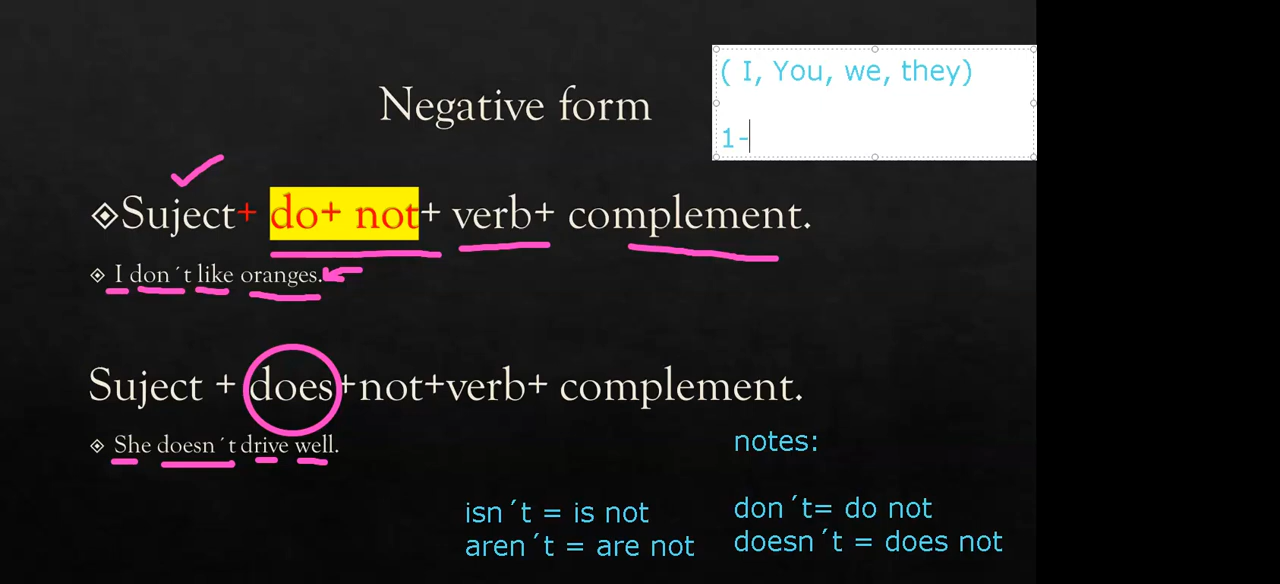 ( I, You, we, they)
1-
Negative form
Suject+ do+ not+ verb+ complement.
I don´t like oranges.
Suject + does+not+verb+ complement.
She doesn´t drive well.
notes:
isn´t = is not
aren´t = are not
don´t= do not
doesn´t = does not